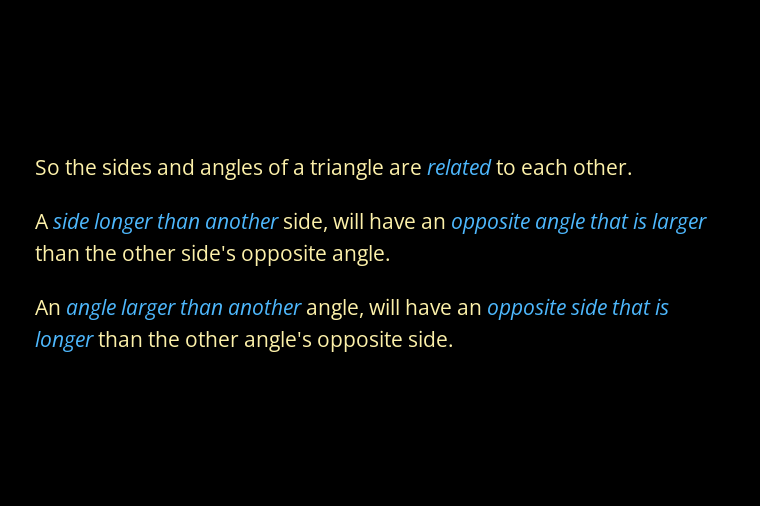 So the sides and angles of a triangle are related to each other.
A side longer than another side, will have an opposite angle that is larger
than the other side's opposite angle.
An angle larger than another angle, will have an opposite side that is
longer than the other angle's opposite side.